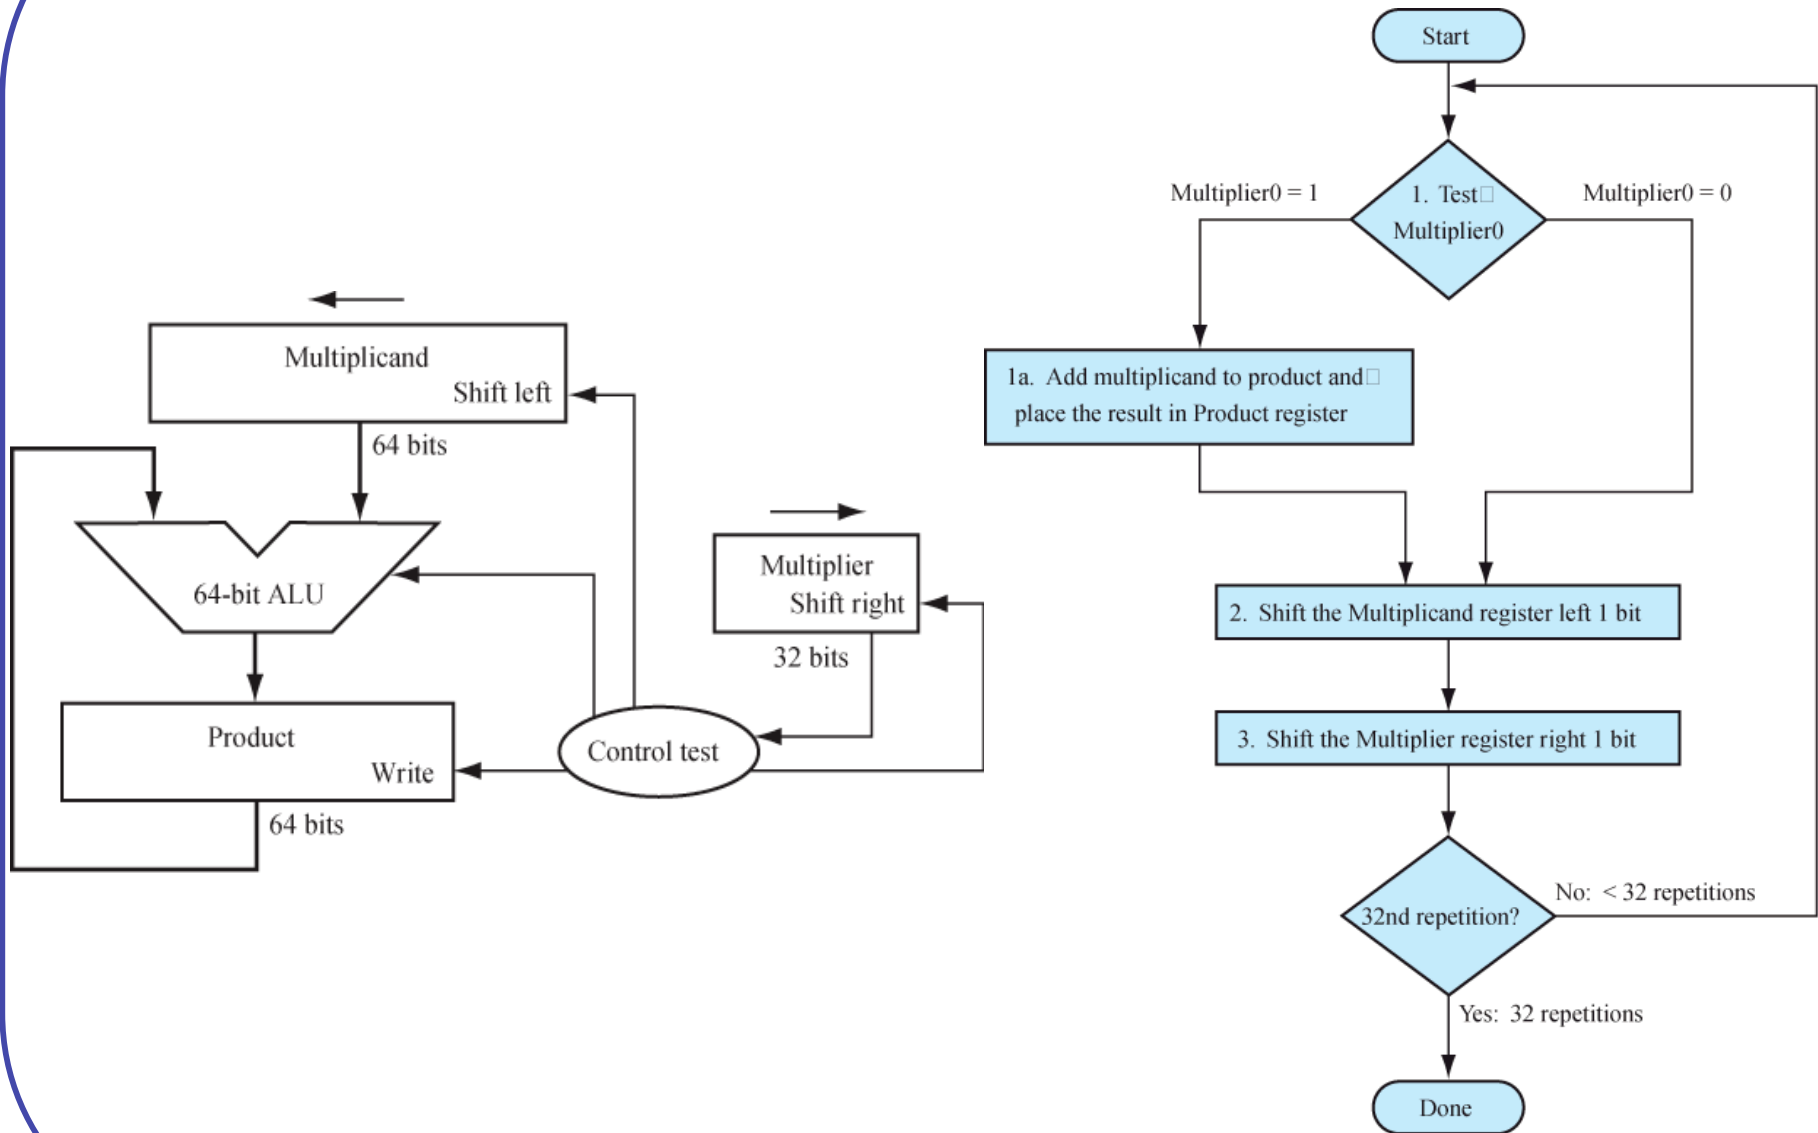 Multiplicand
Shift left
64 bits
64-bit ALU
Multiplier
Shift right
32 bits
Control test
Product
Write
64 bits
Start
Multiplier0 = 1
1. Test□
Multiplier0
Multiplier0 = 0
1a. Add multiplicand to product and□
place the result in Product register
2. Shift the Multiplicand register left 1 bit
3. Shift the Multiplier register right 1 bit
32nd repetition?
No: < 32 repetitions
Yes: 32 repetitions
Done